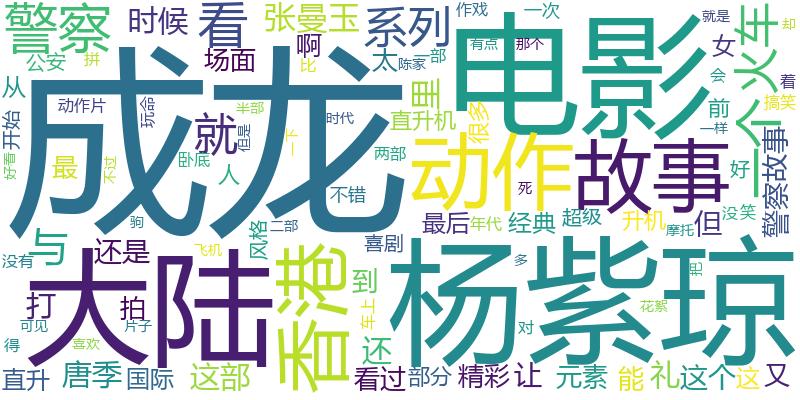 警察
时候
看
张曼玉
系列
作戏
一次
就是
却
啊
有点
那个
女
公安
拼
场面
比
太
陈家
部
会
着
从
成龙
电影
一个
火车
搞笑
里
前
动作片
玩命
就
半部
时代
直升机
很多
一样
开始
但是
一下
动作
故事
好
警察故事
好看
最
不过
卧底
人
两部
不错
死
没笑
驹
二部
最后
年代
经典
超级
升机
摩托
但
与
还是
风格
喜剧
没有
飞机
大陆
香港
到
杨紫琼
多
把
打
拍
车上
对
花絮
可见
片子
得
喜欢
还
直升
唐季
国际
这部
看过
部分
精彩
让
元素
能
礼
这个
这
又